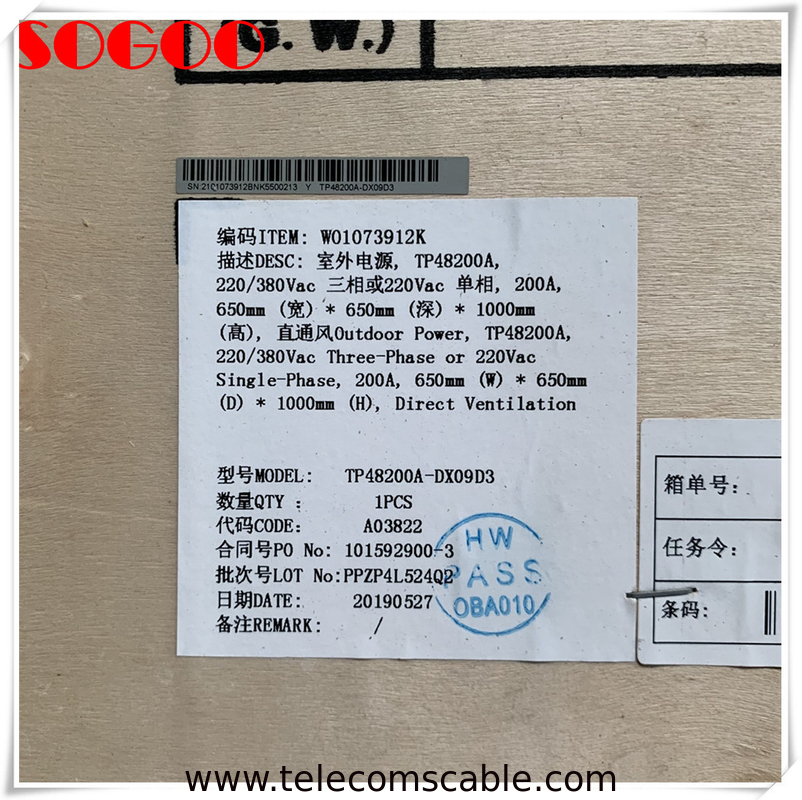 SOGOO
(G.W.)
SN:2101073912BNK5500213 Y TP48200A-DX09D3
编码ITEM: W01073912K
描述DESC: 室外电源, TP48200A,
220/380Vac 三相或220Vac 单相, 200A,
650mm (宽) * 650mm (深) * 1000mm
(高), 直通风Outdoor Power, TP48200A,
220/380Vac Three-Phase or 220Vac
Single-Phase, 200A, 650mm (W) * 650mm
(D) * 1000mm (H), Direct Ventilation
型号MODEL: TP48200A-DX09D3
数量QTY : 1PCS
代码CODE: A03822
合同号PO No: 101592900-3
批次号LOT No:PPZP4L524Q2
日期DATE: 20190527
备注REMARK: /
HW
PASS
OBA010
箱单号:
任务令:
条码:
www.telecomscable.com